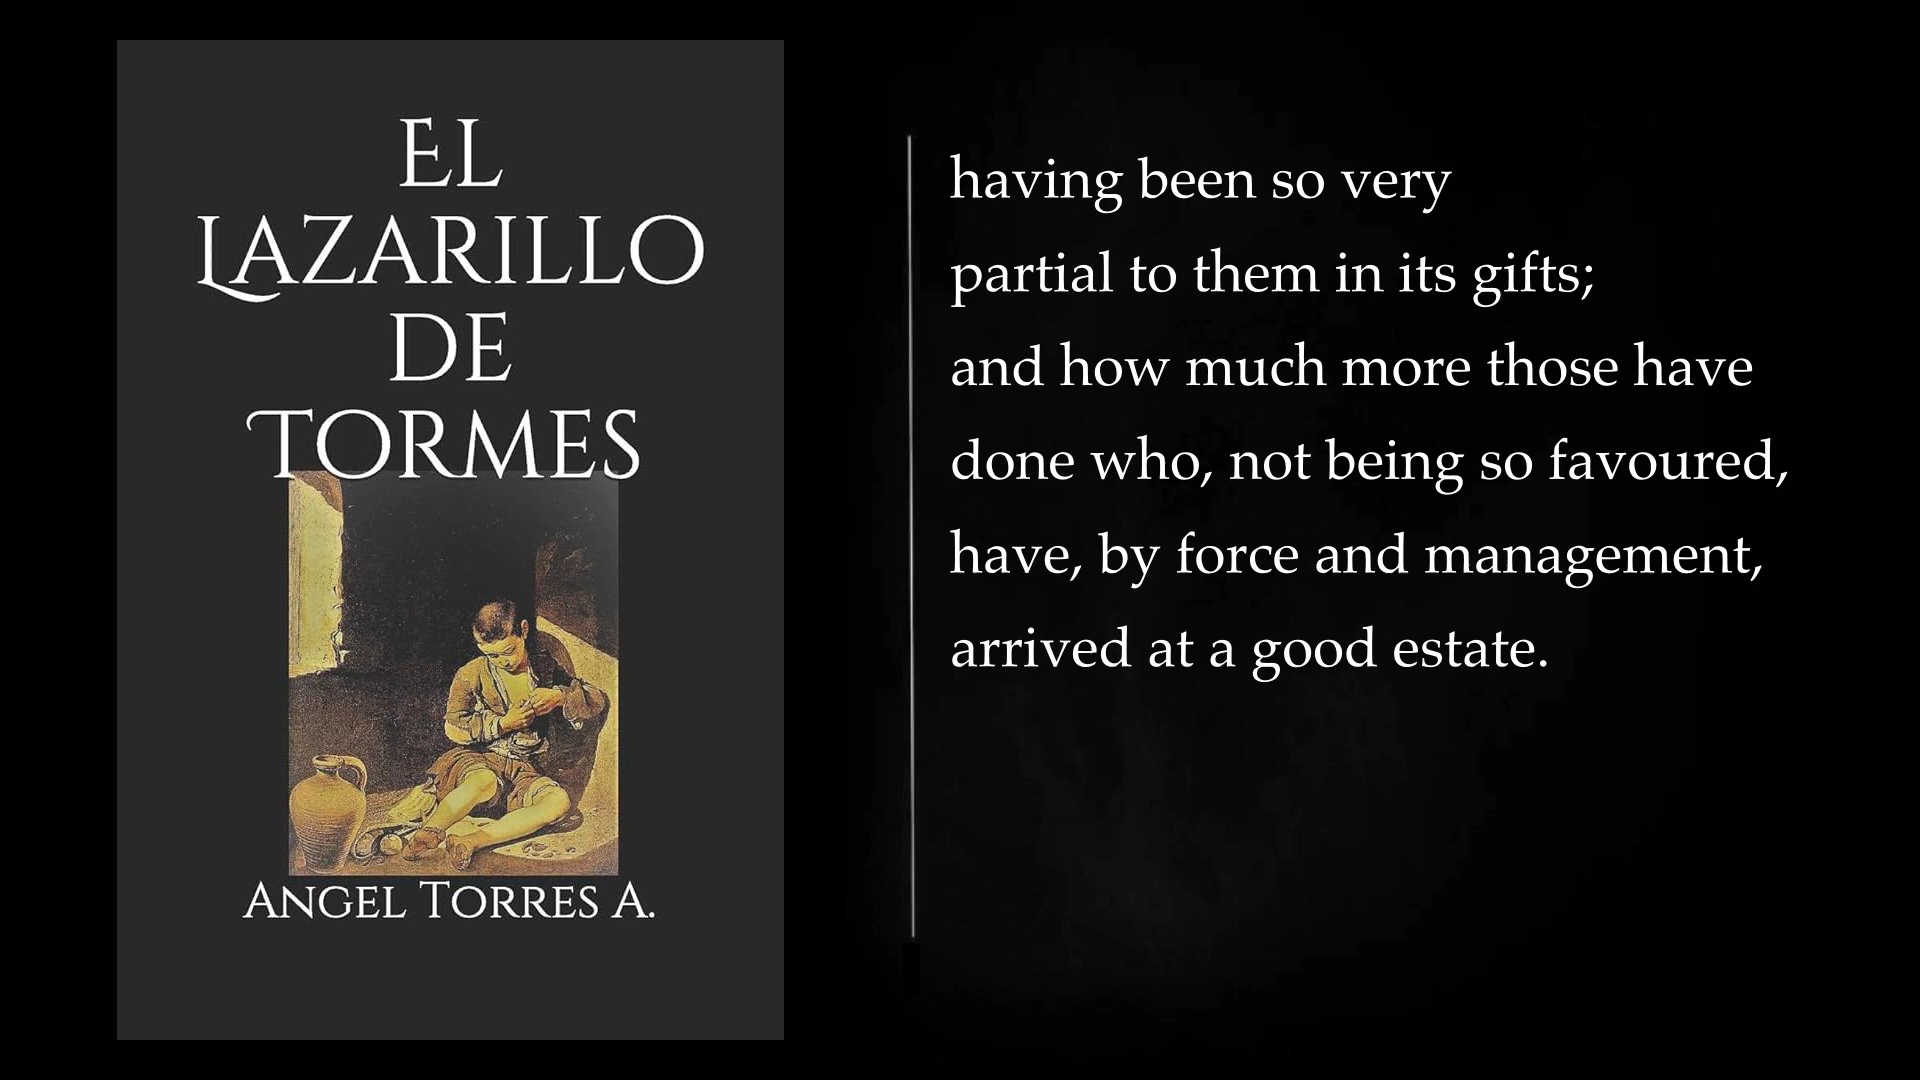 EL
LAZARILLO
DE
TORMES
ANGEL TORRES A.
having been so very
partial to them in its gifts;
and how much more those have
done who, not being so favoured,
have, by force and management,
arrived at a good estate.